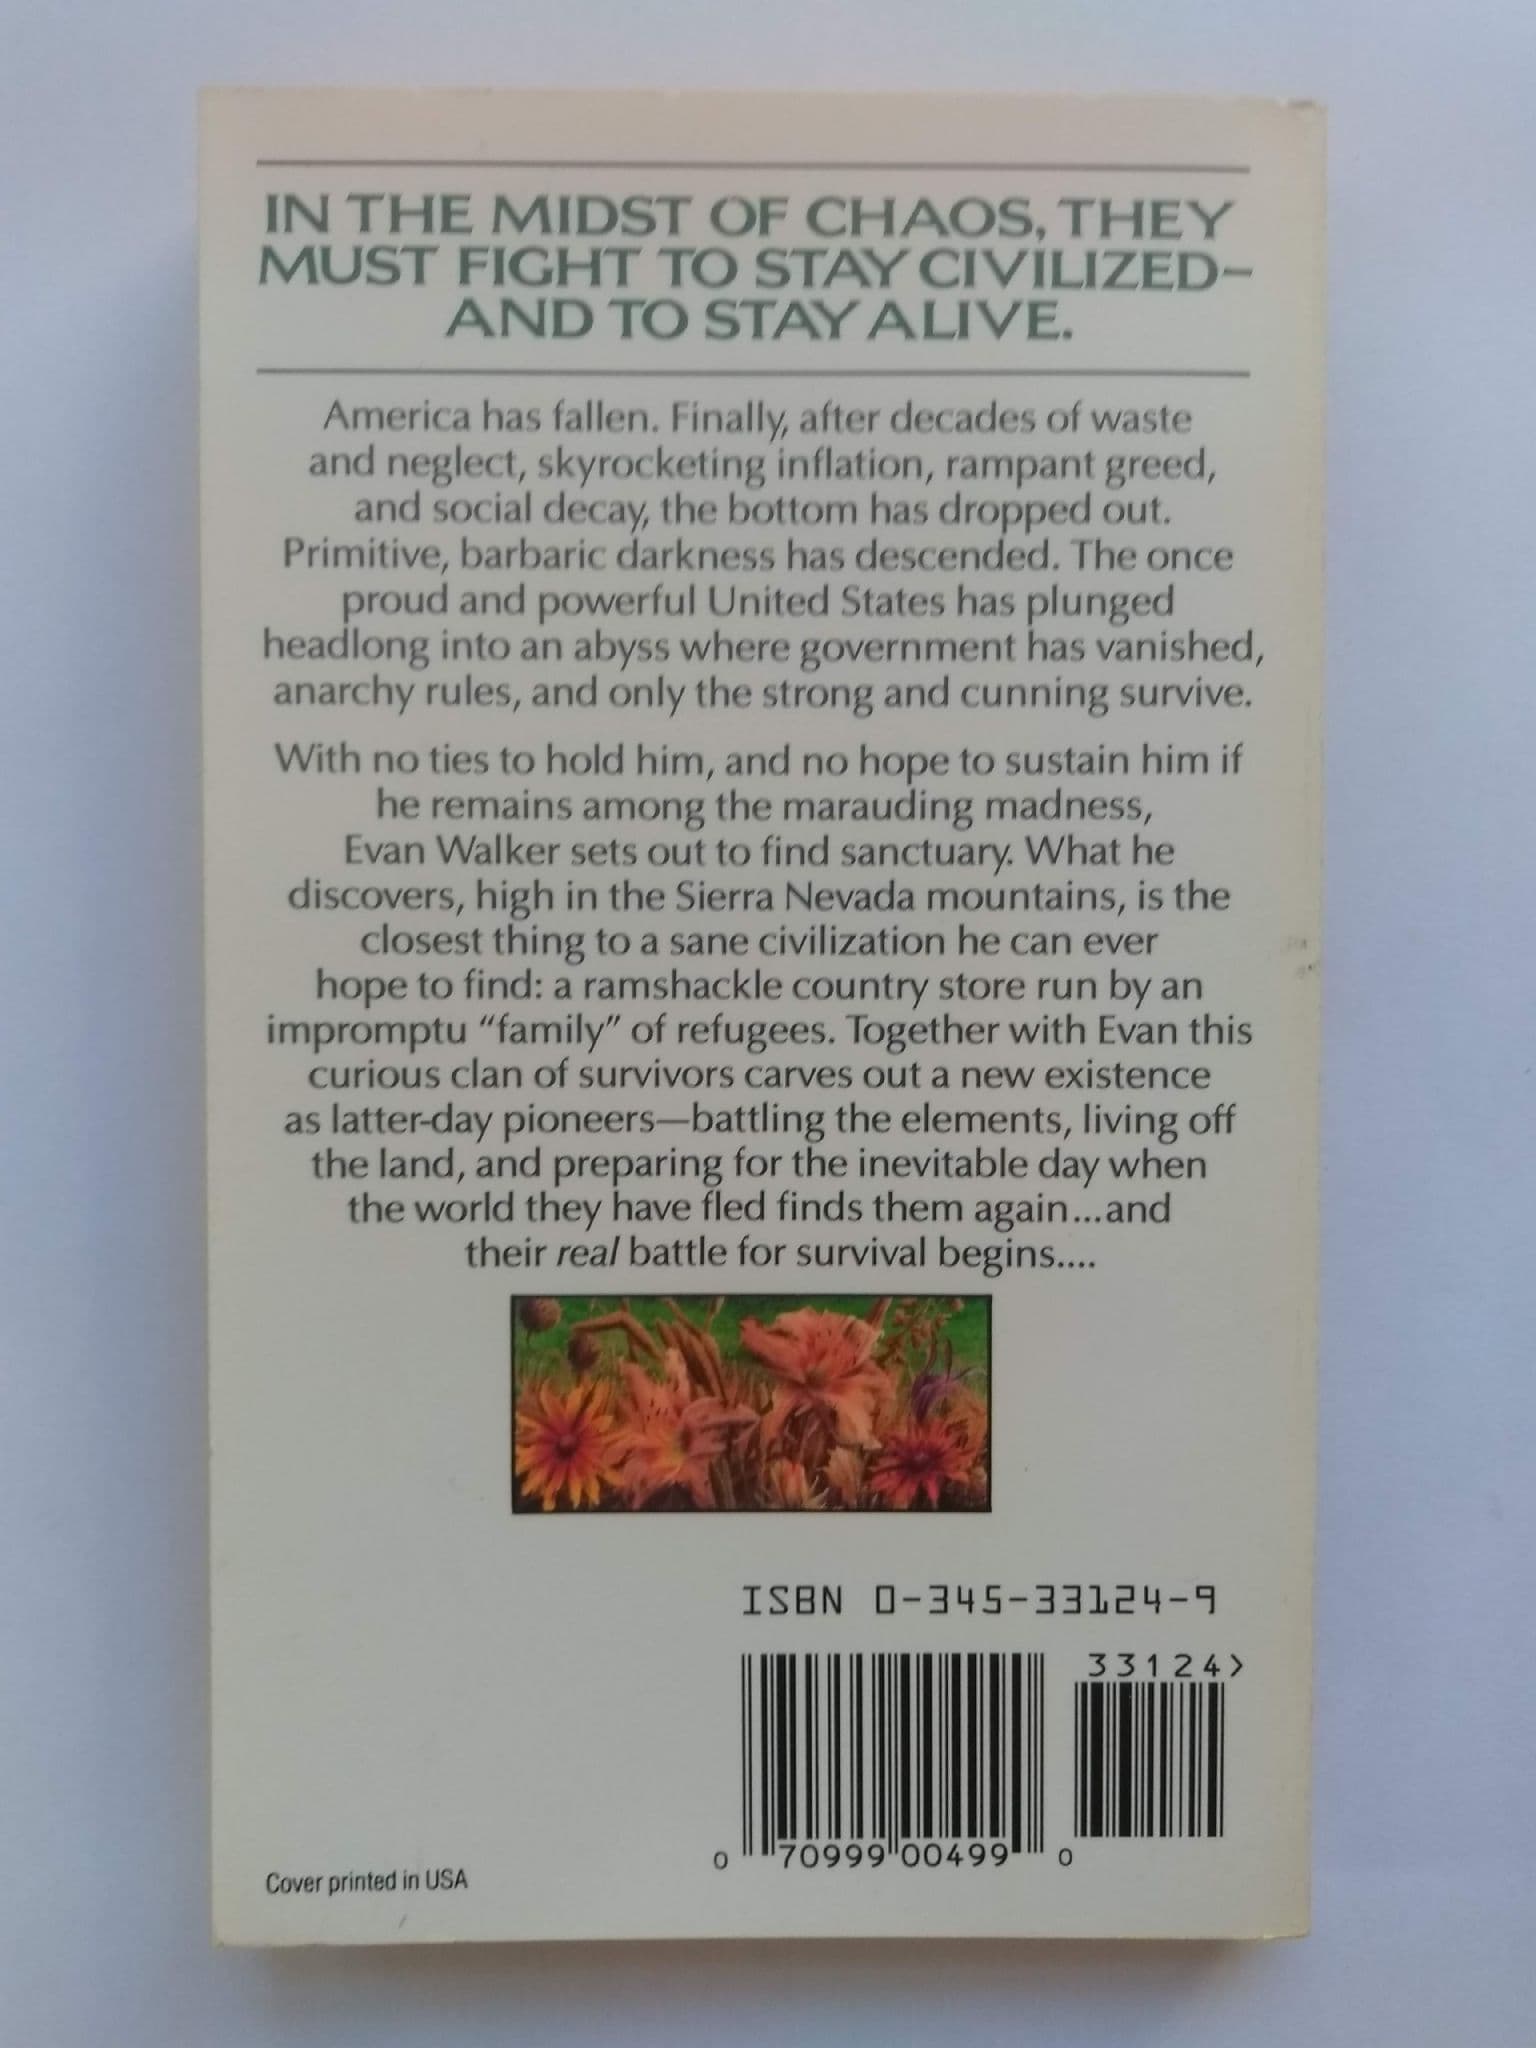 IN THE MIDST OF CHAOS, THEY
MUST FIGHT TO STAY CIVILIZED—
AND TO STAY ALIVE.
America has fallen. Finally, after decades of waste
and neglect, skyrocketing inflation, rampant greed,
and social decay, the bottom has dropped out.
Primitive, barbaric darkness has descended. The once
proud and powerful United States has plunged
headlong into an abyss where government has vanished,
anarchy rules, and only the strong and cunning survive.
With no ties to hold him, and no hope to sustain him if
he remains among the marauding madness,
Evan Walker sets out to find sanctuary. What he
discovers, high in the Sierra Nevada mountains, is the
closest thing to a sane civilization he can ever
hope to find: a ramshackle country store run by an
impromptu “family” of refugees. Together with Evan this
curious clan of survivors carves out a new existence
as latter-day pioneers—battling the elements, living off
the land, and preparing for the inevitable day when
the world they have fled finds them again...and
their real battle for survival begins....
ISBN 0-345-33124-9
33124>
0 70999 00499 0
Cover printed in USA